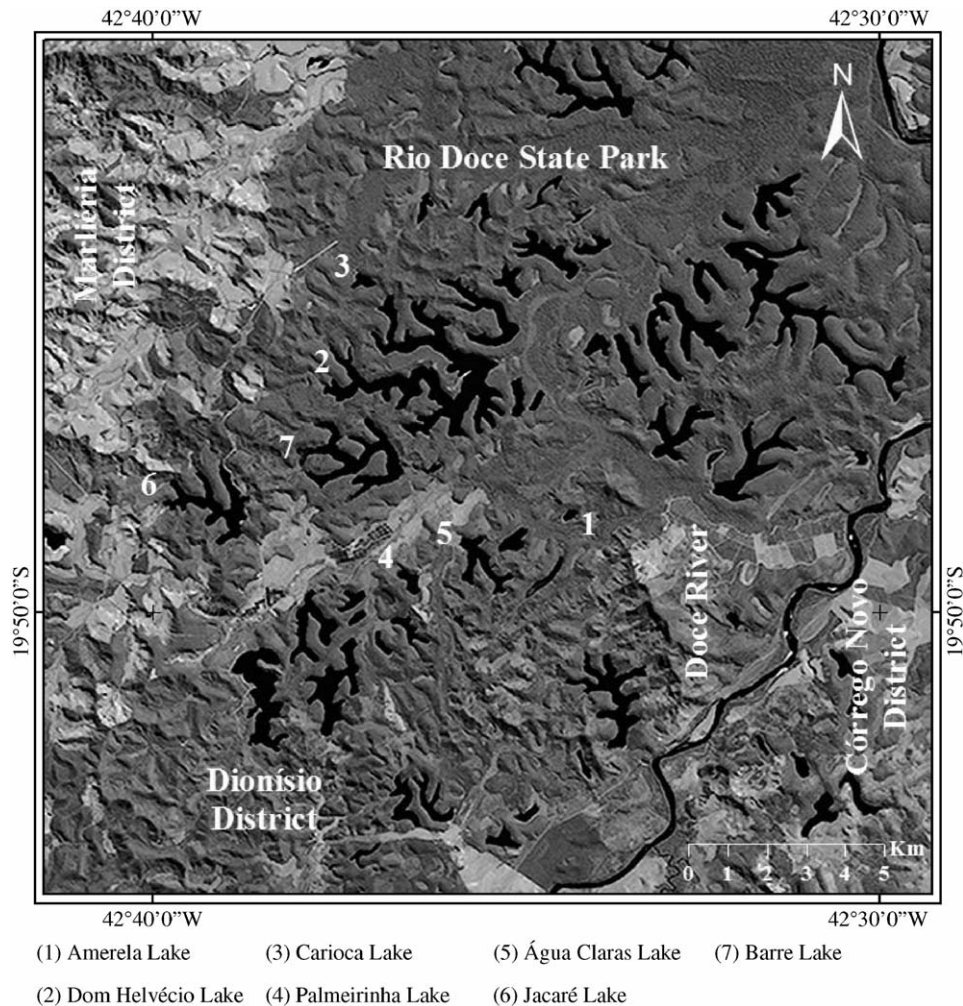 42°40’0”W 42°30’0”W
N
Rio Doce State Park
Marliéria
District
3
2
7
6
5
1
4
19°50’0”S
19°50’0”S
Doce River
Córrego Novo
District
Dionísio
District
Km
0 1 2 3 4 5
42°40’0”W 42°30’0”W
(1) Amerela Lake (3) Carioca Lake (5) Água Claras Lake (7) Barre Lake
(2) Dom Helvécio Lake (4) Palmeirinha Lake (6) Jacaré Lake